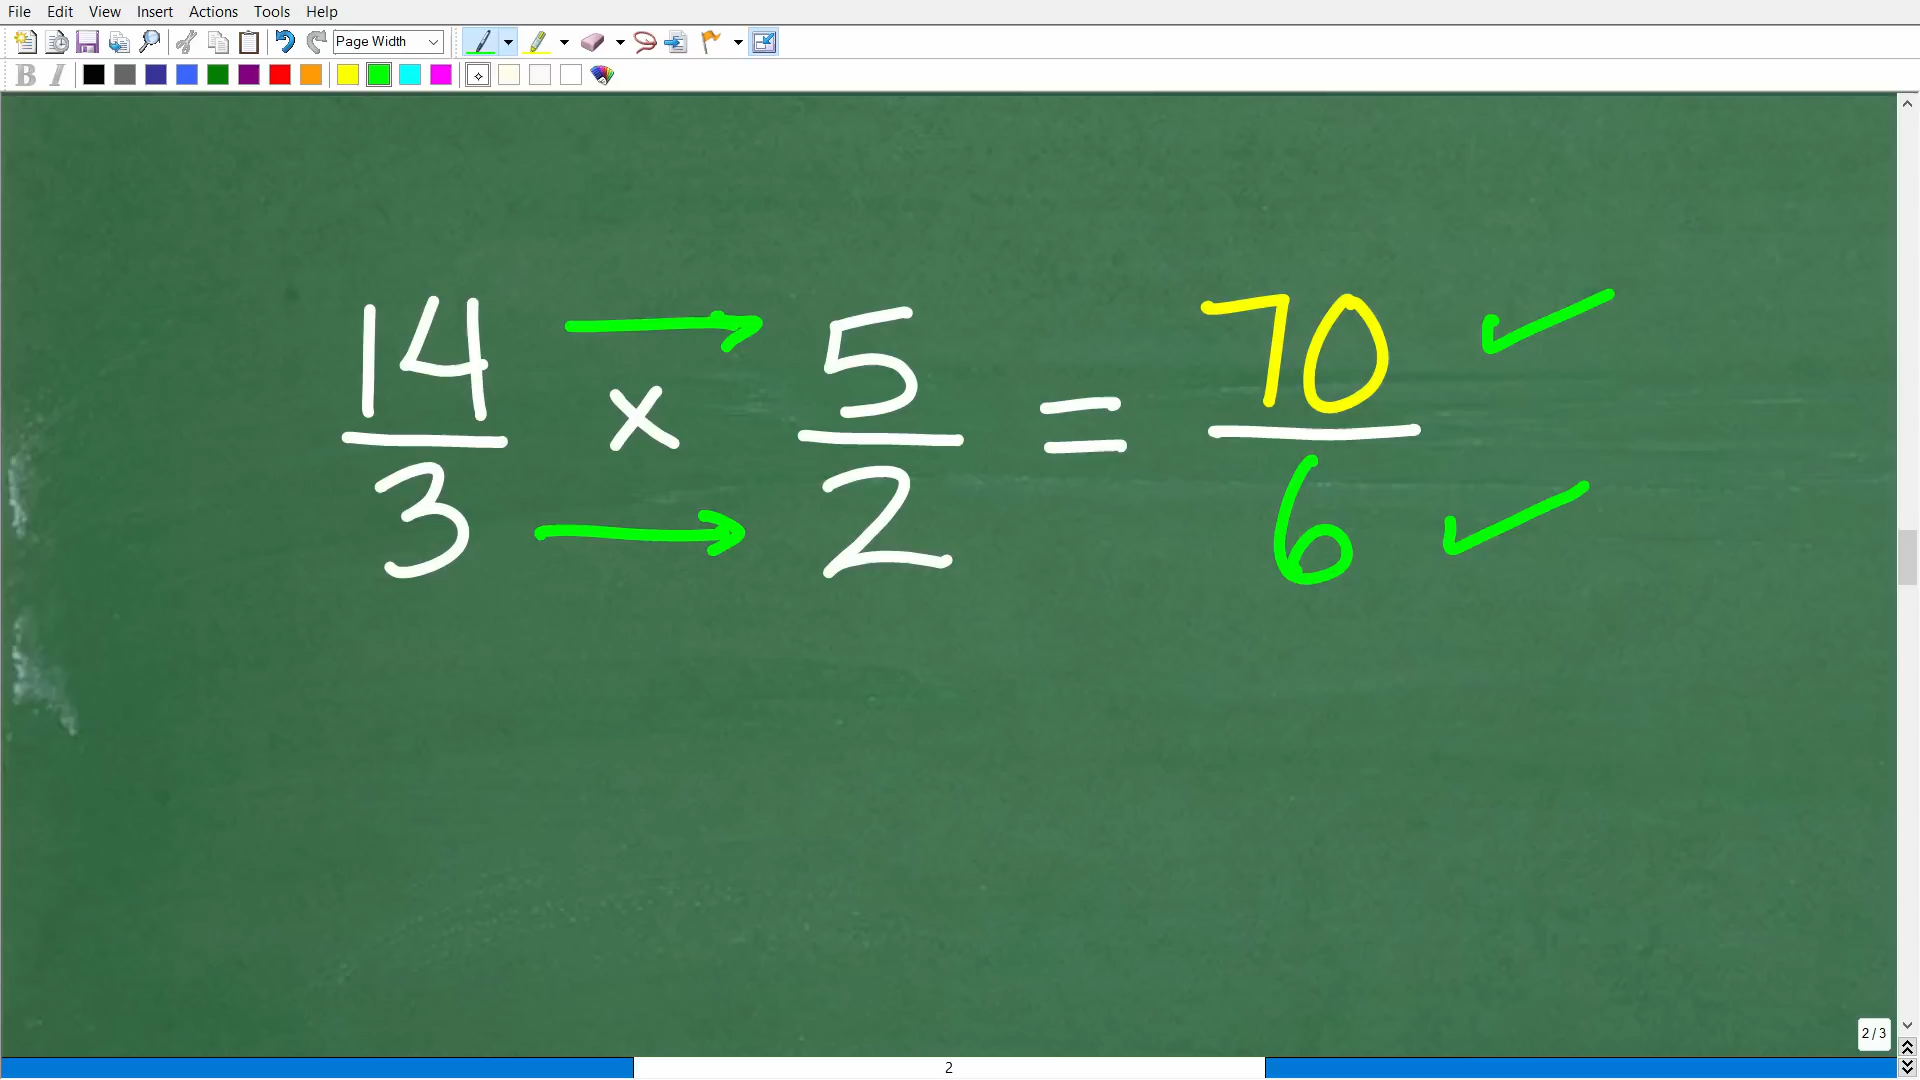 File Edit View Insert Actions Tools Help
Page Width
B I
14/3 × 5/2 = 70/6
2 / 3
2